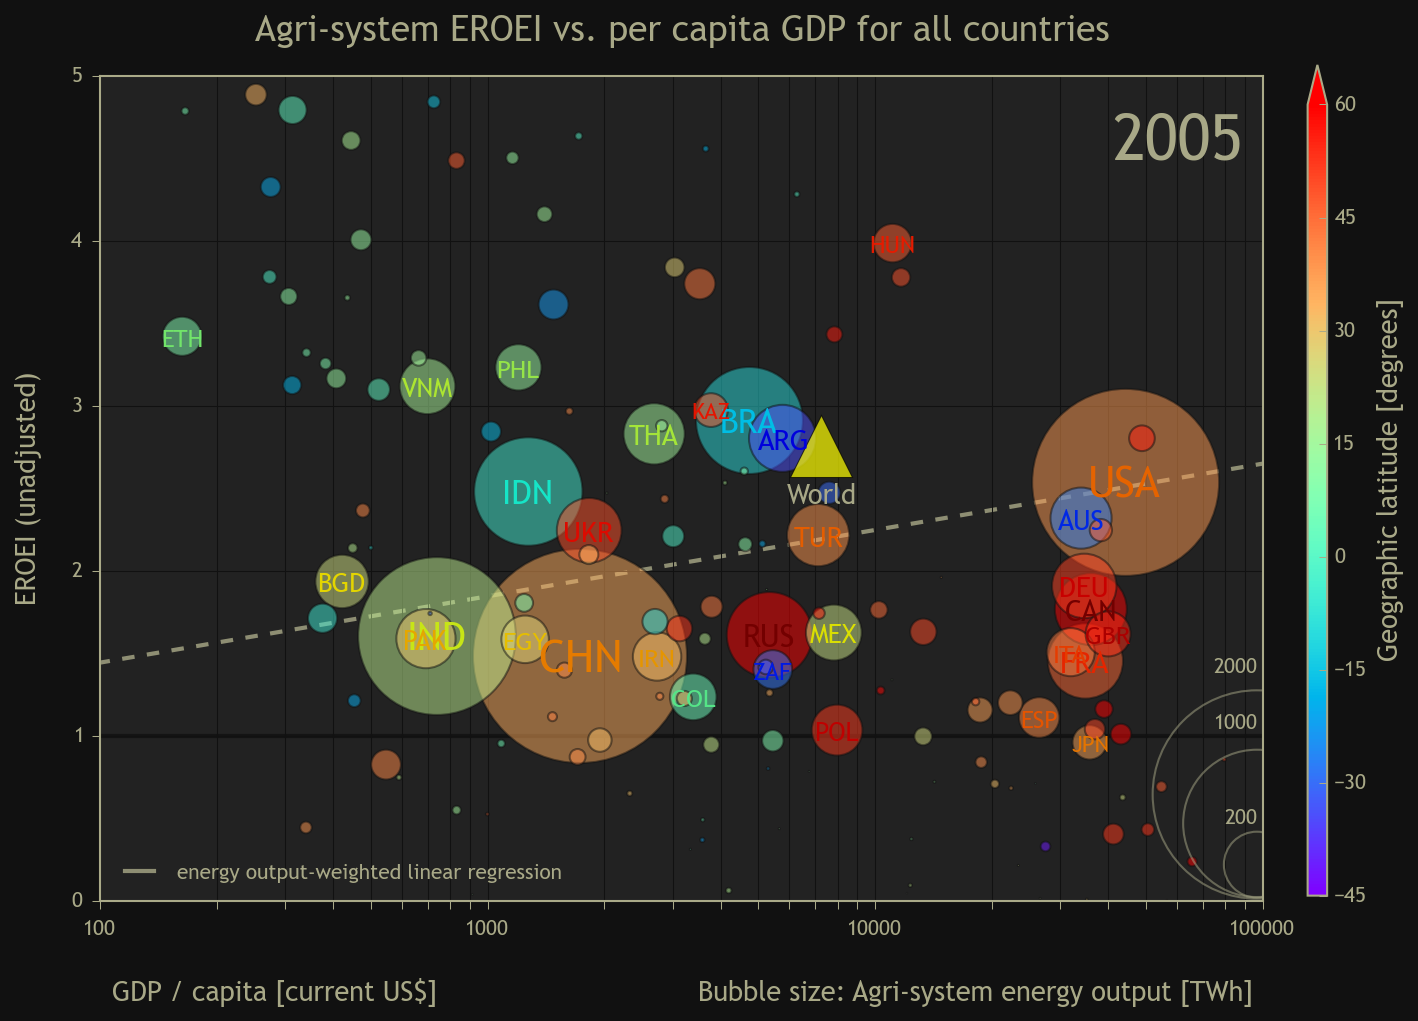 Agri-system EROEI vs. per capita GDP for all countries
2005
EROEI (unadjusted)
5
4
3
2
1
0
HUN
ETH
PHL
VNM
KAZ
BRA
THA
ARG
World
IDN
USA
UKR
TUR
AUS
BGD
DEU
CAN
PAK
IND
EGY
CHN
IRN
RUS
MEX
GBR
ITA
FRA
ZAF
COL
ESP
POL
JPN
2000
1000
200
energy output-weighted linear regression
100
1000
10000
100000
GDP / capita [current US$]
Bubble size: Agri-system energy output [TWh]
60
45
30
15
0
−15
−30
−45
Geographic latitude [degrees]